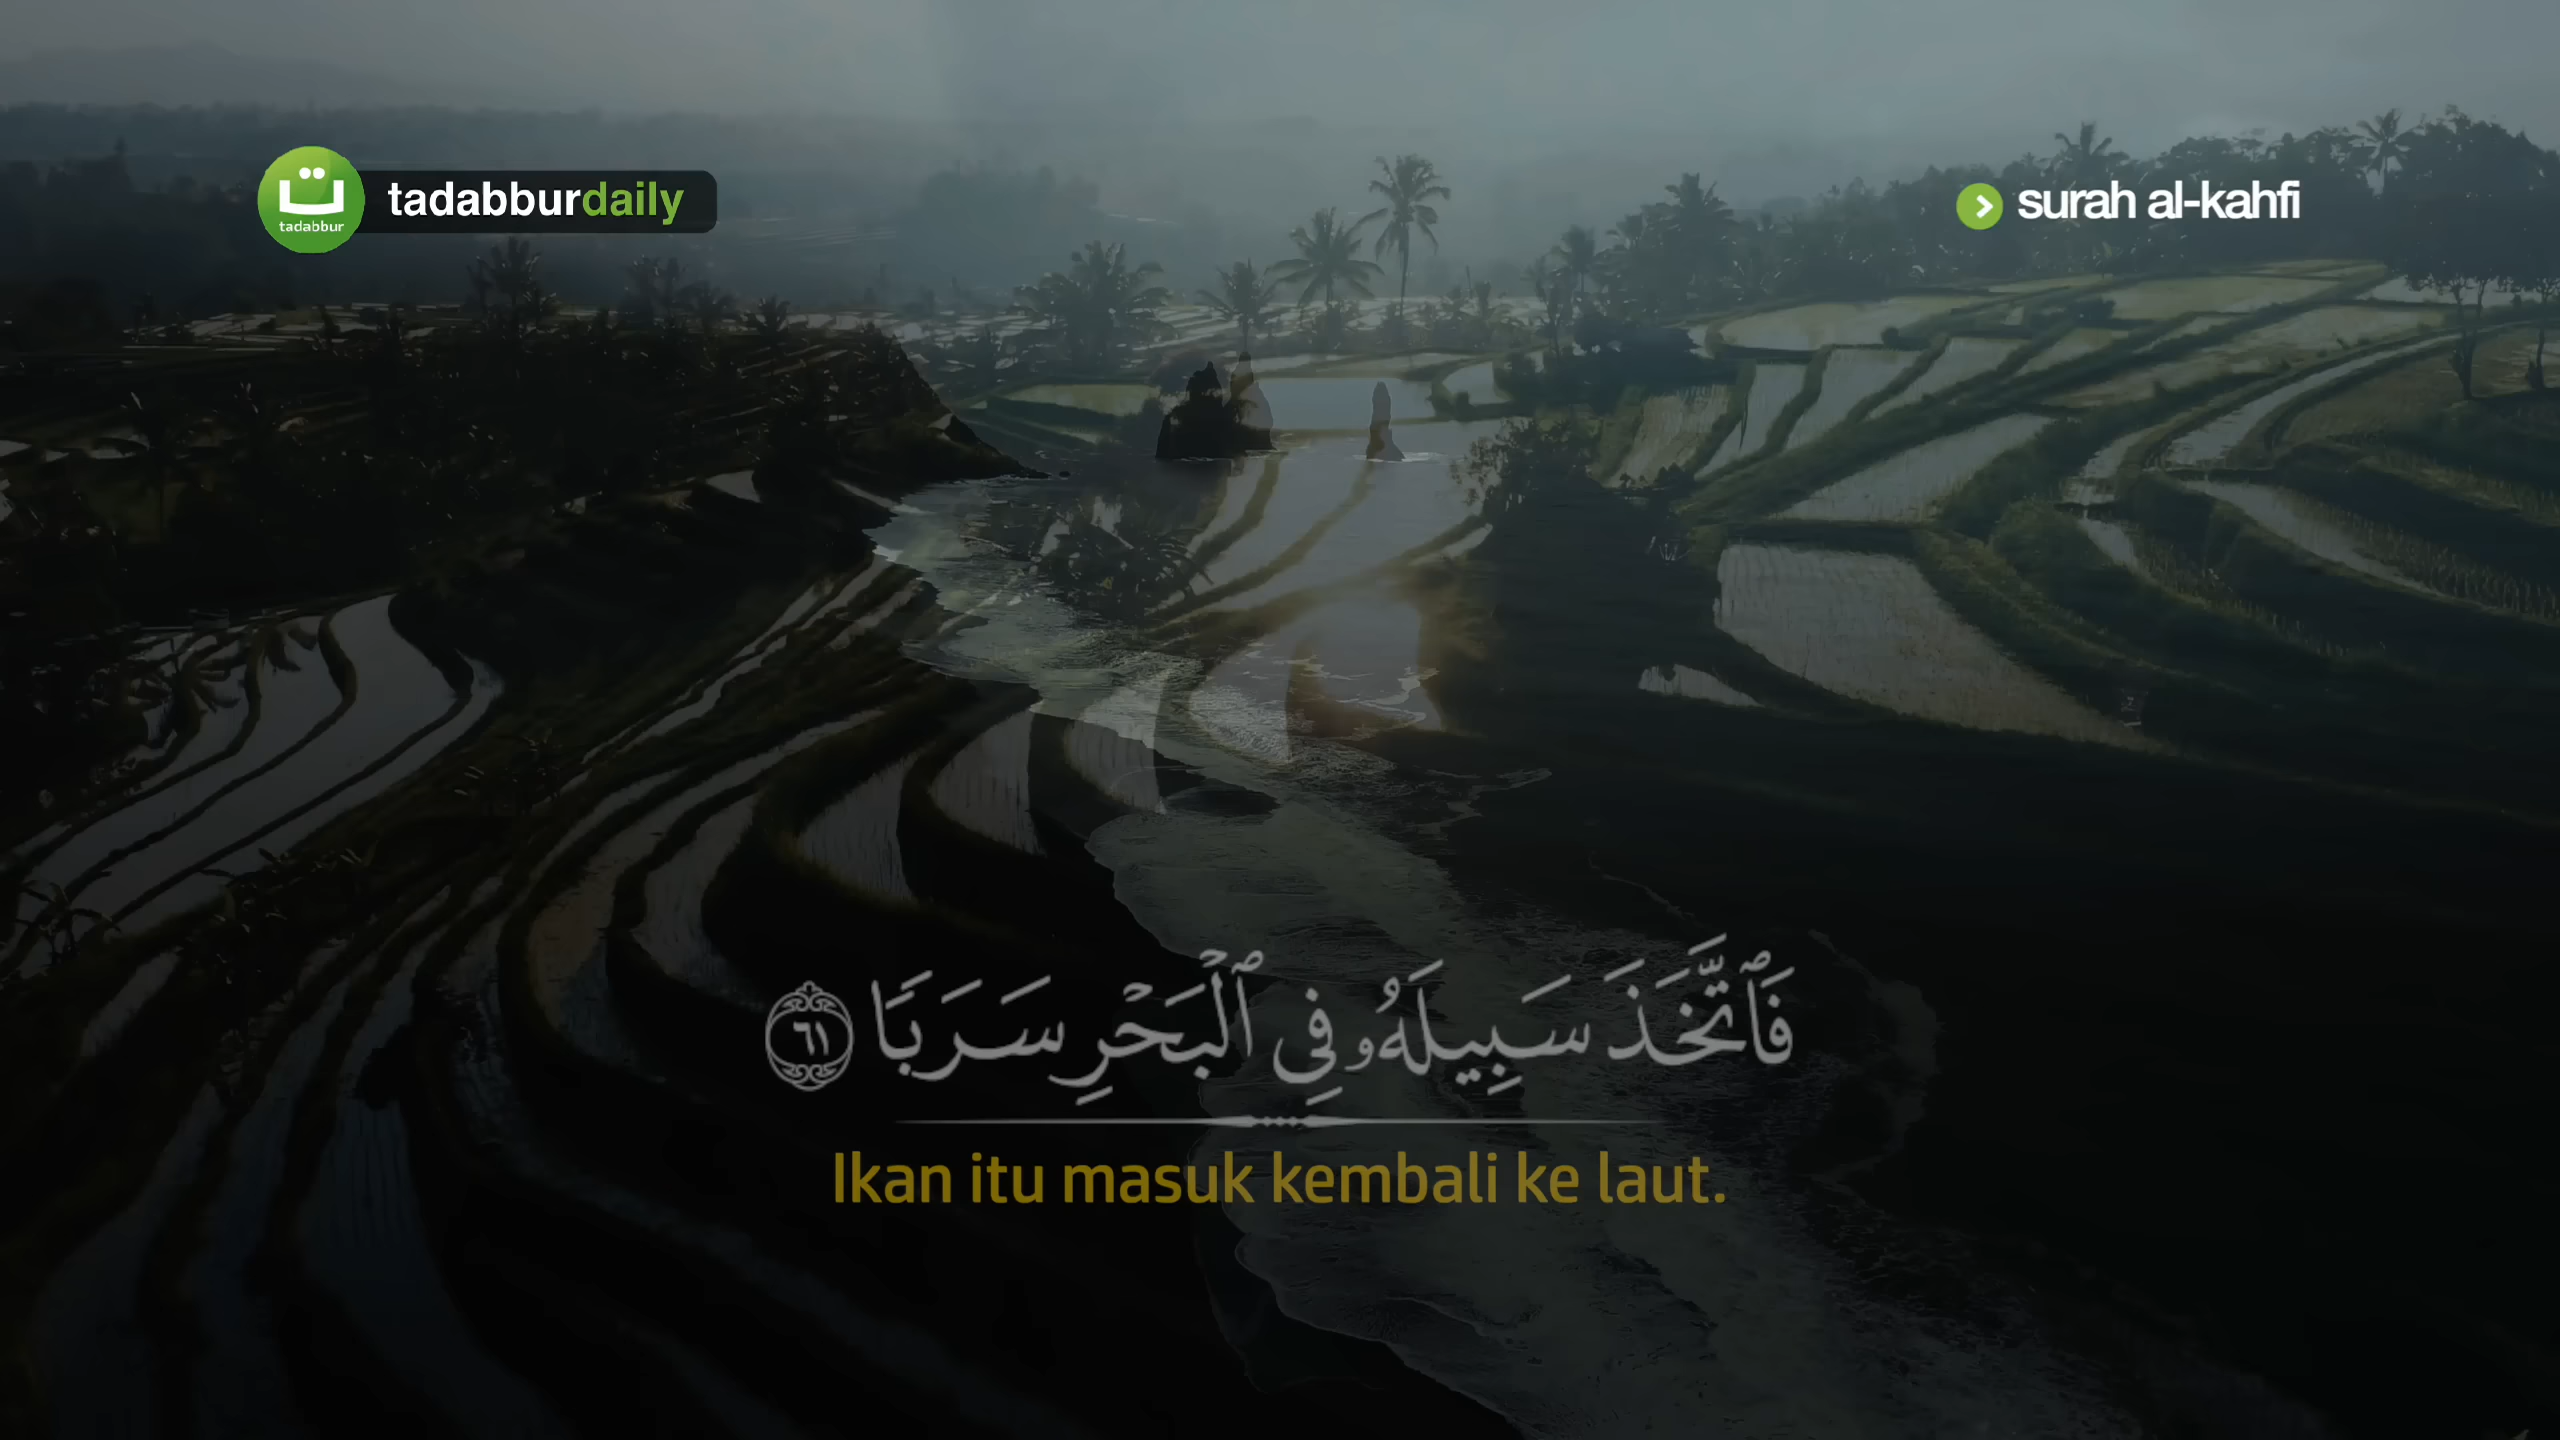 ت
tadabbur
tadabburdaily
surah al-kahfi
فَٱتَّخَذَ سَبِيلَهُۥ فِى ٱلْبَحْرِ سَرَبًا ٦١
Ikan itu masuk kembali ke laut.